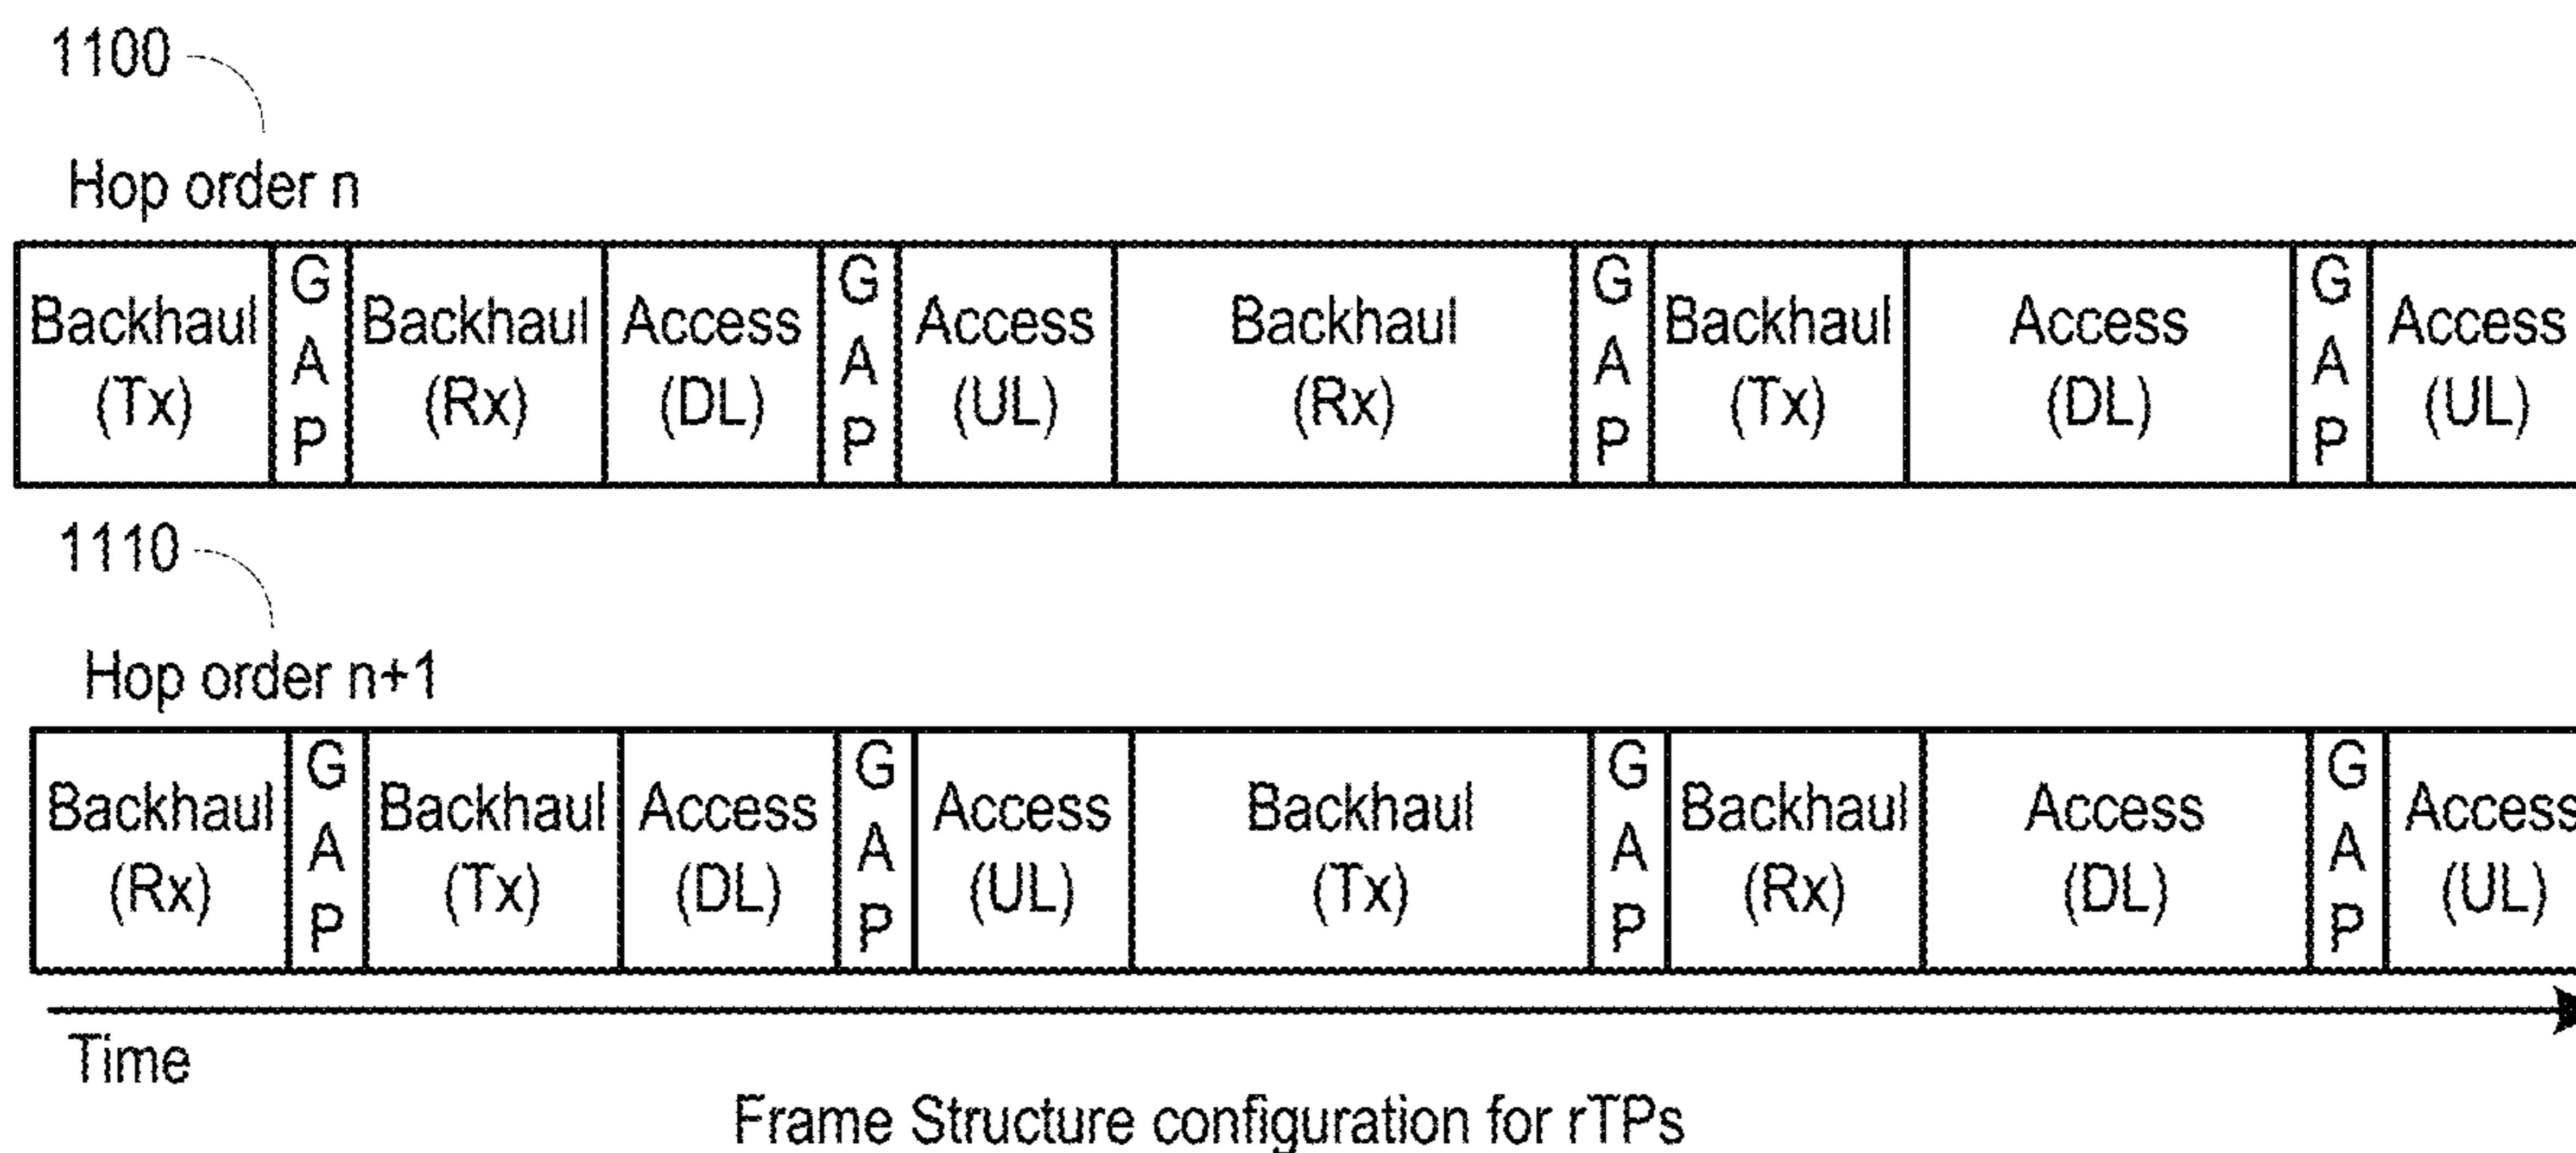 1100
Hop order n
Backhaul (Tx) GAP Backhaul (Rx) Access (DL) GAP Access (UL) Backhaul (Rx) GAP Backhaul (Tx) Access (DL) GAP Access (UL)
1110
Hop order n+1
Backhaul (Rx) GAP Backhaul (Tx) Access (DL) GAP Access (UL) Backhaul (Tx) GAP Backhaul (Rx) Access (DL) GAP Access (UL)
Time
Frame Structure configuration for rTPs